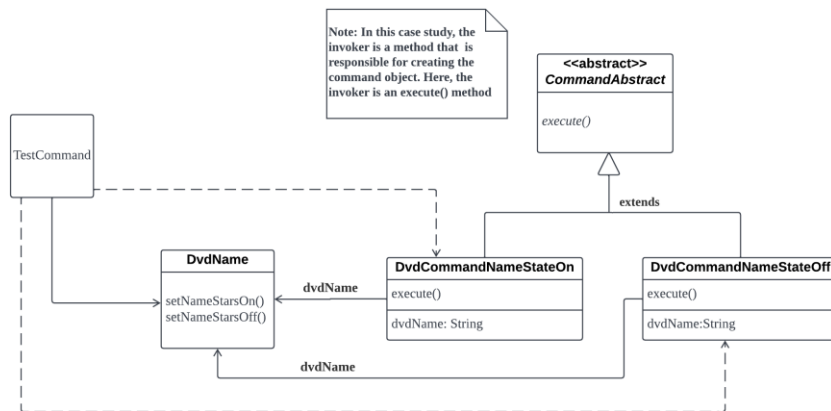 Note: In this case study, the
invoker is a method that is
responsible for creating the
command object. Here, the
invoker is an execute() method
<<abstract>>
CommandAbstract
execute()
TestCommand
extends
DvdName
setNameStarsOn()
setNameStarsOff()
dvdName
DvdCommandNameStateOn
execute()
dvdName: String
DvdCommandNameStateOff
execute()
dvdName:String
dvdName